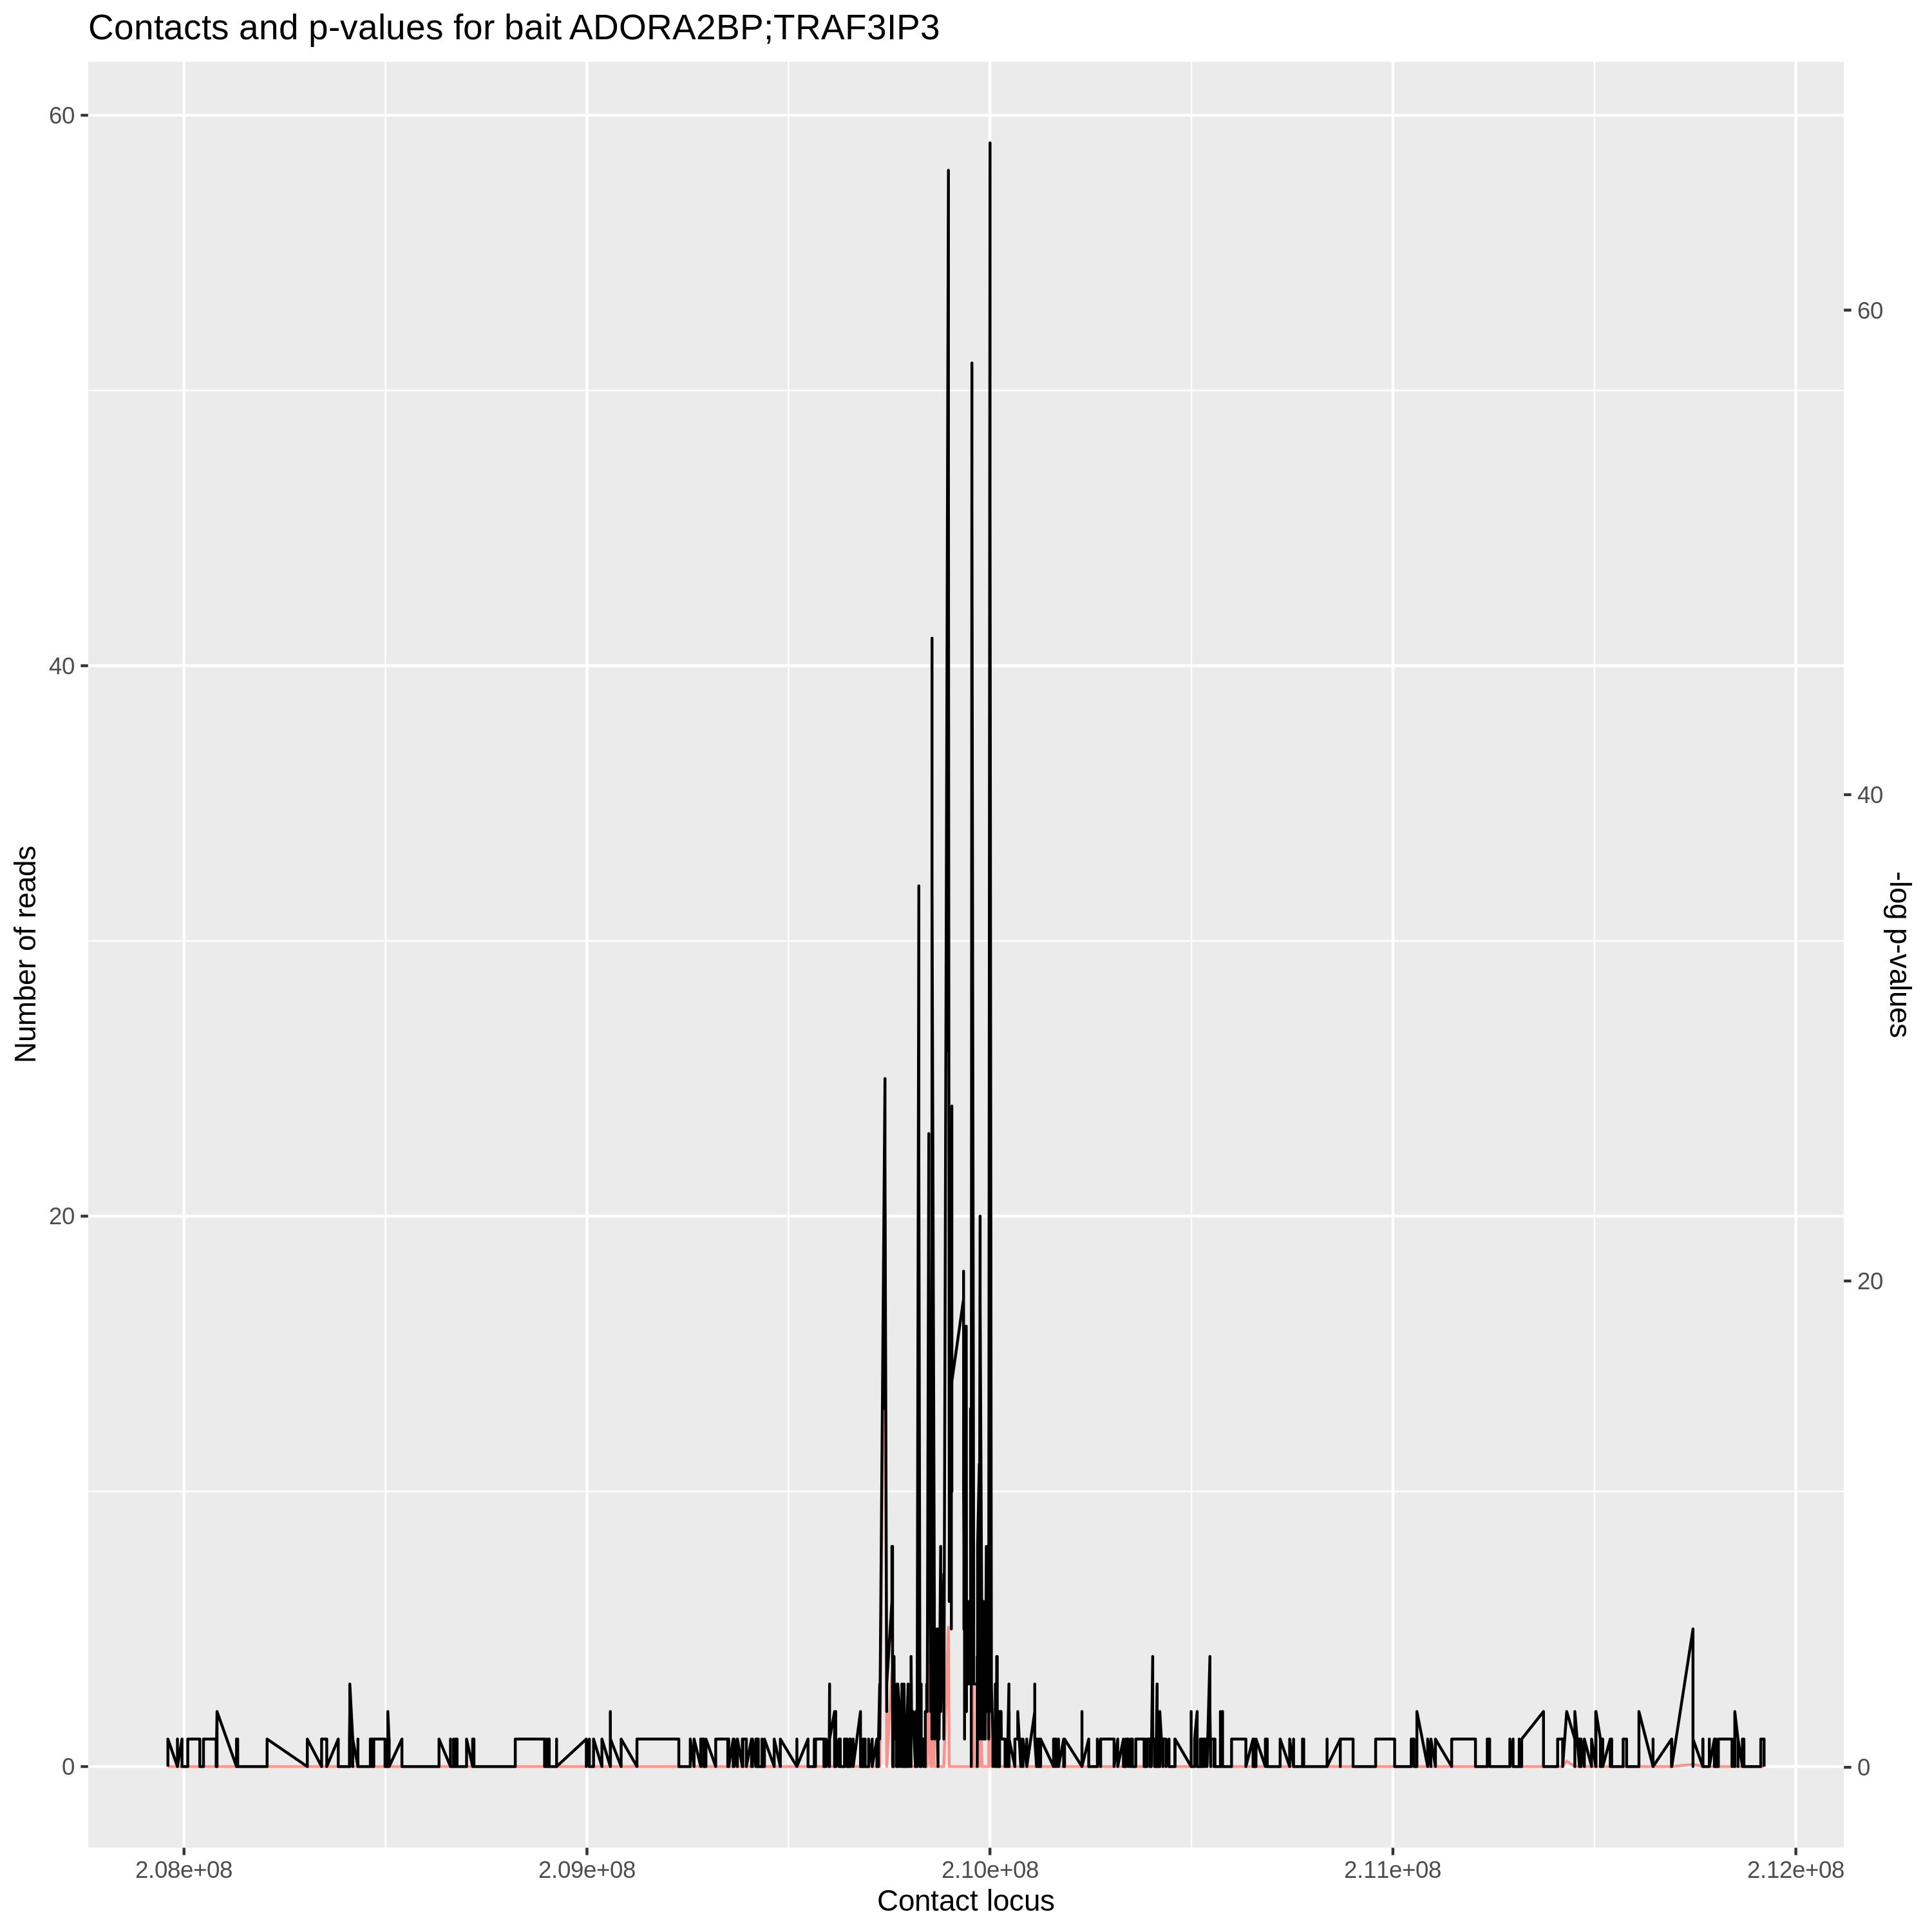 Contacts and p-values for bait ADORA2BP;TRAF3IP3
60
40
20
0
Number of reads
60
40
20
0
-log p-values
2.08e+08
2.09e+08
2.10e+08
2.11e+08
2.12e+08
Contact locus